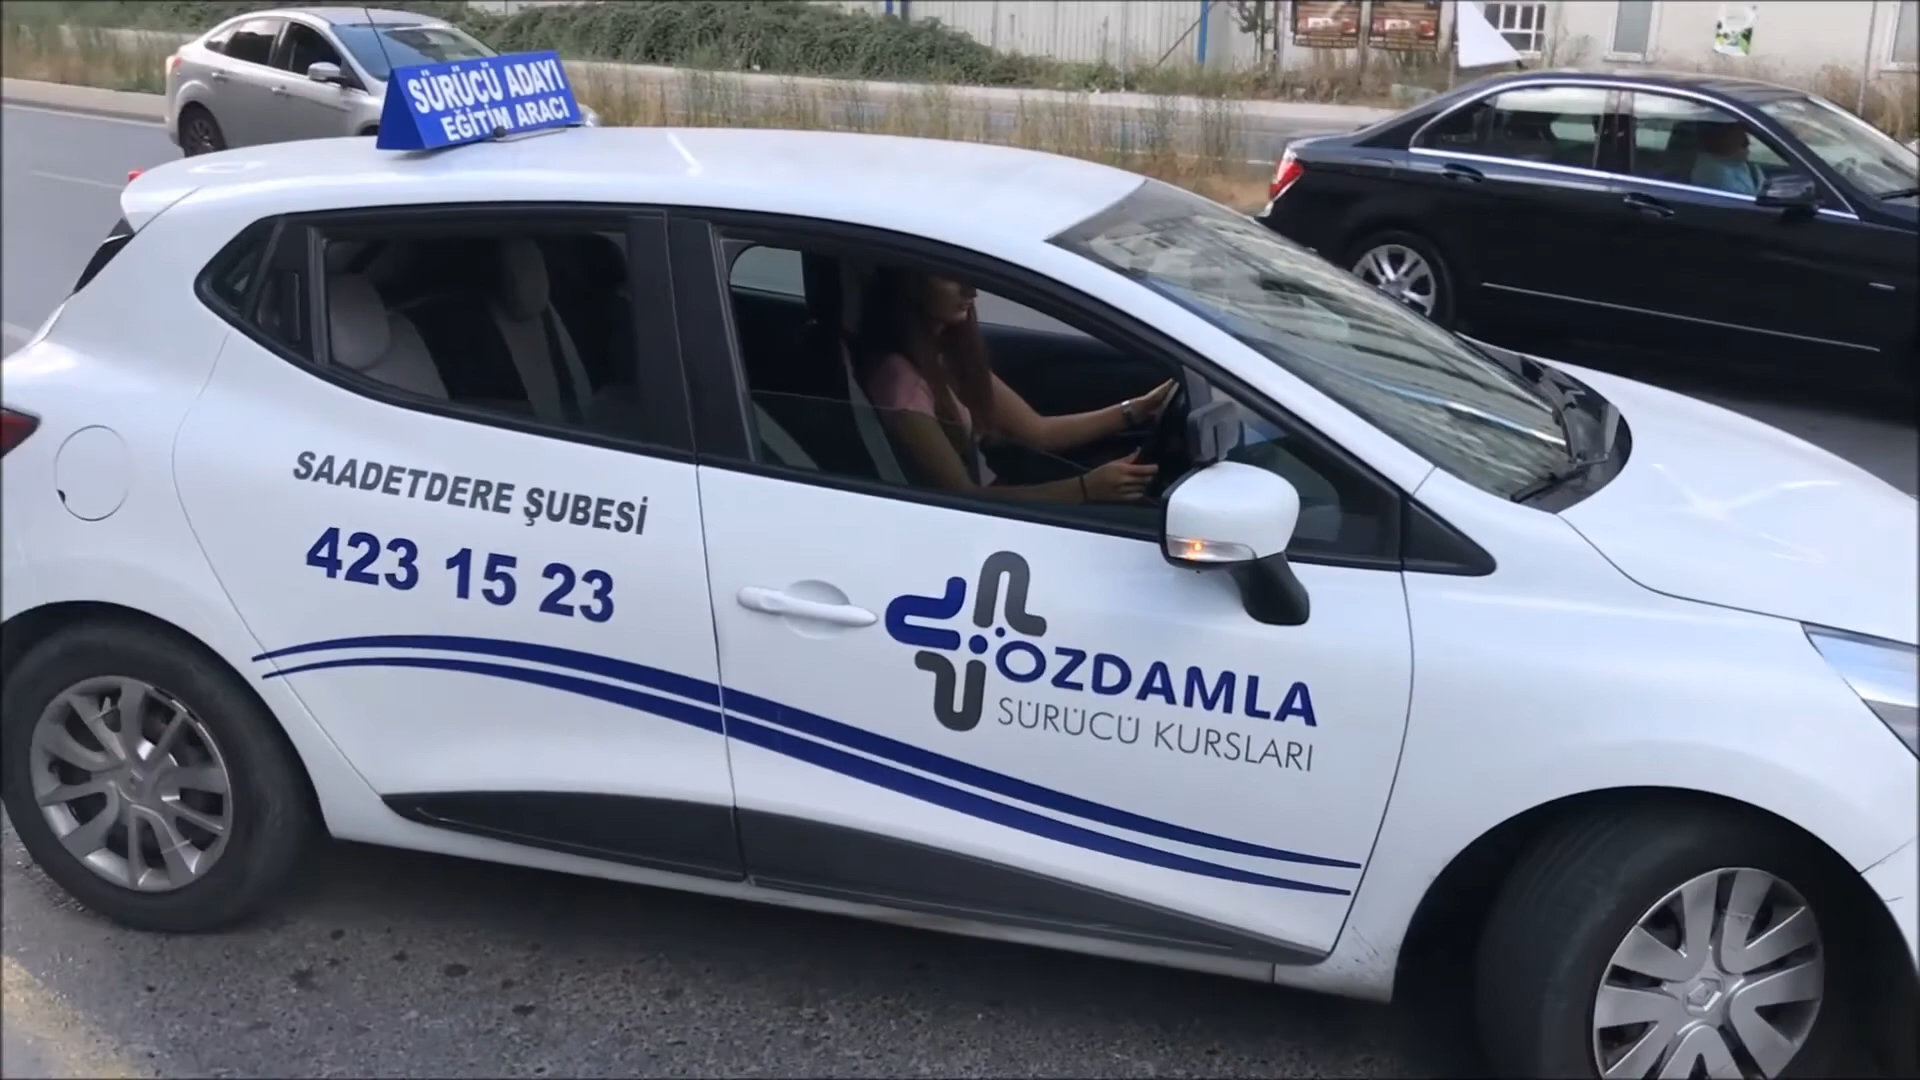 SÜRÜCÜ ADAYI
EĞİTİM ARACI
SAADETDERE ŞUBESİ
423 15 23
ÖZDAMLA
SÜRÜCÜ KURSLARI